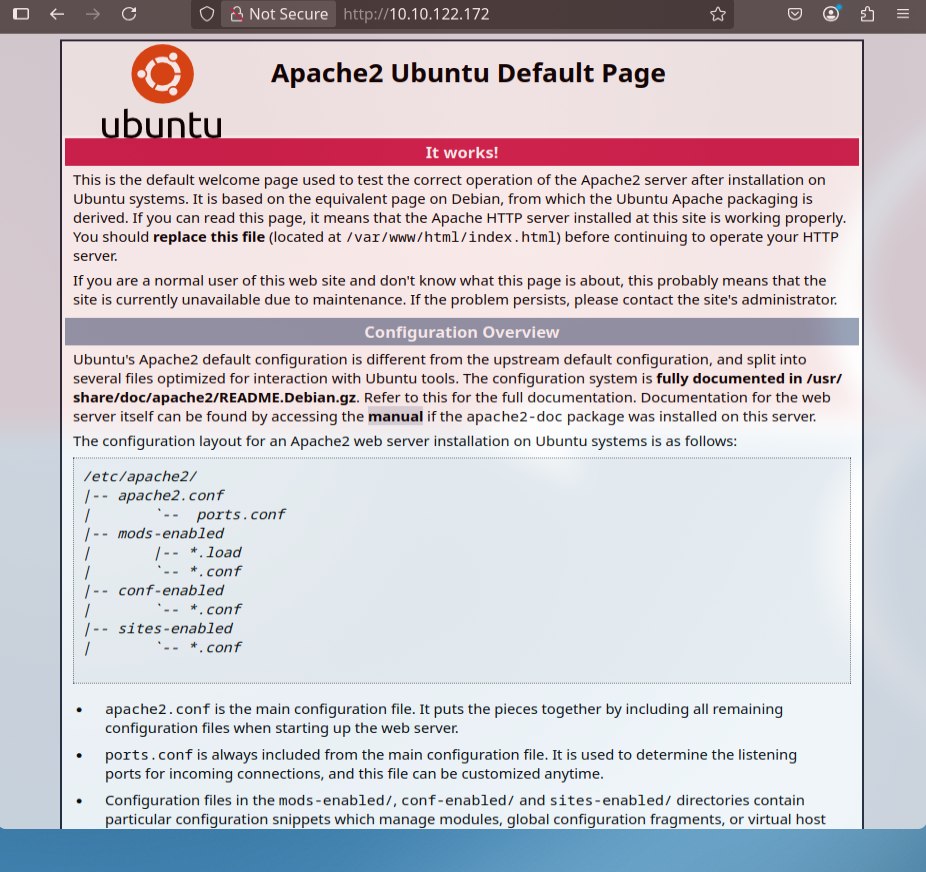 Not Secure http://10.10.122.172
ubuntu
Apache2 Ubuntu Default Page
It works!
This is the default welcome page used to test the correct operation of the Apache2 server after installation on
Ubuntu systems. It is based on the equivalent page on Debian, from which the Ubuntu Apache packaging is
derived. If you can read this page, it means that the Apache HTTP server installed at this site is working properly.
You should replace this file (located at /var/www/html/index.html) before continuing to operate your HTTP
server.
If you are a normal user of this web site and don't know what this page is about, this probably means that the
site is currently unavailable due to maintenance. If the problem persists, please contact the site's administrator.
Configuration Overview
Ubuntu's Apache2 default configuration is different from the upstream default configuration, and split into
several files optimized for interaction with Ubuntu tools. The configuration system is fully documented in /usr/
share/doc/apache2/README.Debian.gz. Refer to this for the full documentation. Documentation for the web
server itself can be found by accessing the manual if the apache2-doc package was installed on this server.
The configuration layout for an Apache2 web server installation on Ubuntu systems is as follows:
/etc/apache2/
|-- apache2.conf
|       `--  ports.conf
|-- mods-enabled
|       |-- *.load
|       `-- *.conf
|-- conf-enabled
|       `-- *.conf
|-- sites-enabled
|       `-- *.conf
• apache2.conf is the main configuration file. It puts the pieces together by including all remaining
configuration files when starting up the web server.
• ports.conf is always included from the main configuration file. It is used to determine the listening
ports for incoming connections, and this file can be customized anytime.
• Configuration files in the mods-enabled/, conf-enabled/ and sites-enabled/ directories contain
particular configuration snippets which manage modules, global configuration fragments, or virtual host